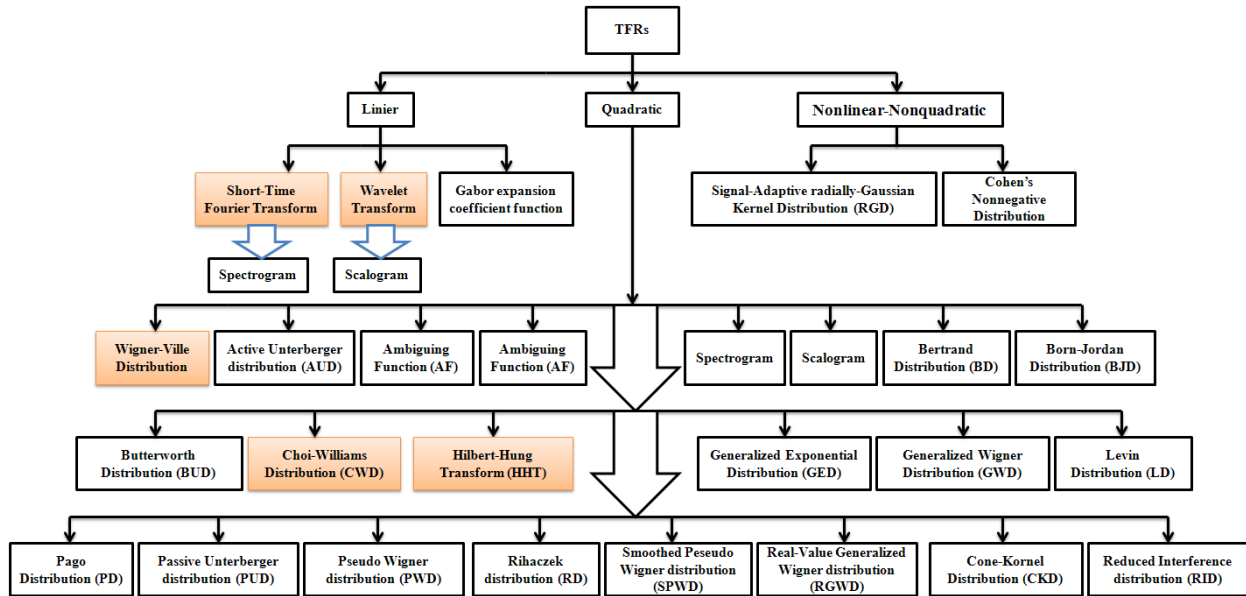 TFRs
Linier
Quadratic
Nonlinear-Nonquadratic
Short-Time
Fourier Transform
Wavelet
Transform
Gabor expansion
coefficient function
Signal-Adaptive radially-Gaussian
Kernel Distribution (RGD)
Cohen's
Nonnegative
Distribution
Spectrogram
Scalogram
Wigner-Ville
Distribution
Active Unterberger
distribution (AUD)
Ambiguing
Function (AF)
Ambiguing
Function (AF)
Spectrogram
Scalogram
Bertrand
Distribution (BD)
Born-Jordan
Distribution (BJD)
Butterworth
Distribution (BUD)
Choi-Williams
Distribution (CWD)
Hilbert-Hung
Transform (HHT)
Generalized Exponential
Distribution (GED)
Generalized Wigner
Distribution (GWD)
Levin
Distribution (LD)
Pago
Distribution (PD)
Passive Unterberger
distribution (PUD)
Pseudo Wigner
distribution (PWD)
Rihaczek
distribution (RD)
Smoothed Peseudo
Wigner distribution
(SPWD)
Real-Value Generalized
Wigner distribution
(RGWD)
Cone-Kornel
Distribution (CKD)
Reduced Interference
distribution (RID)